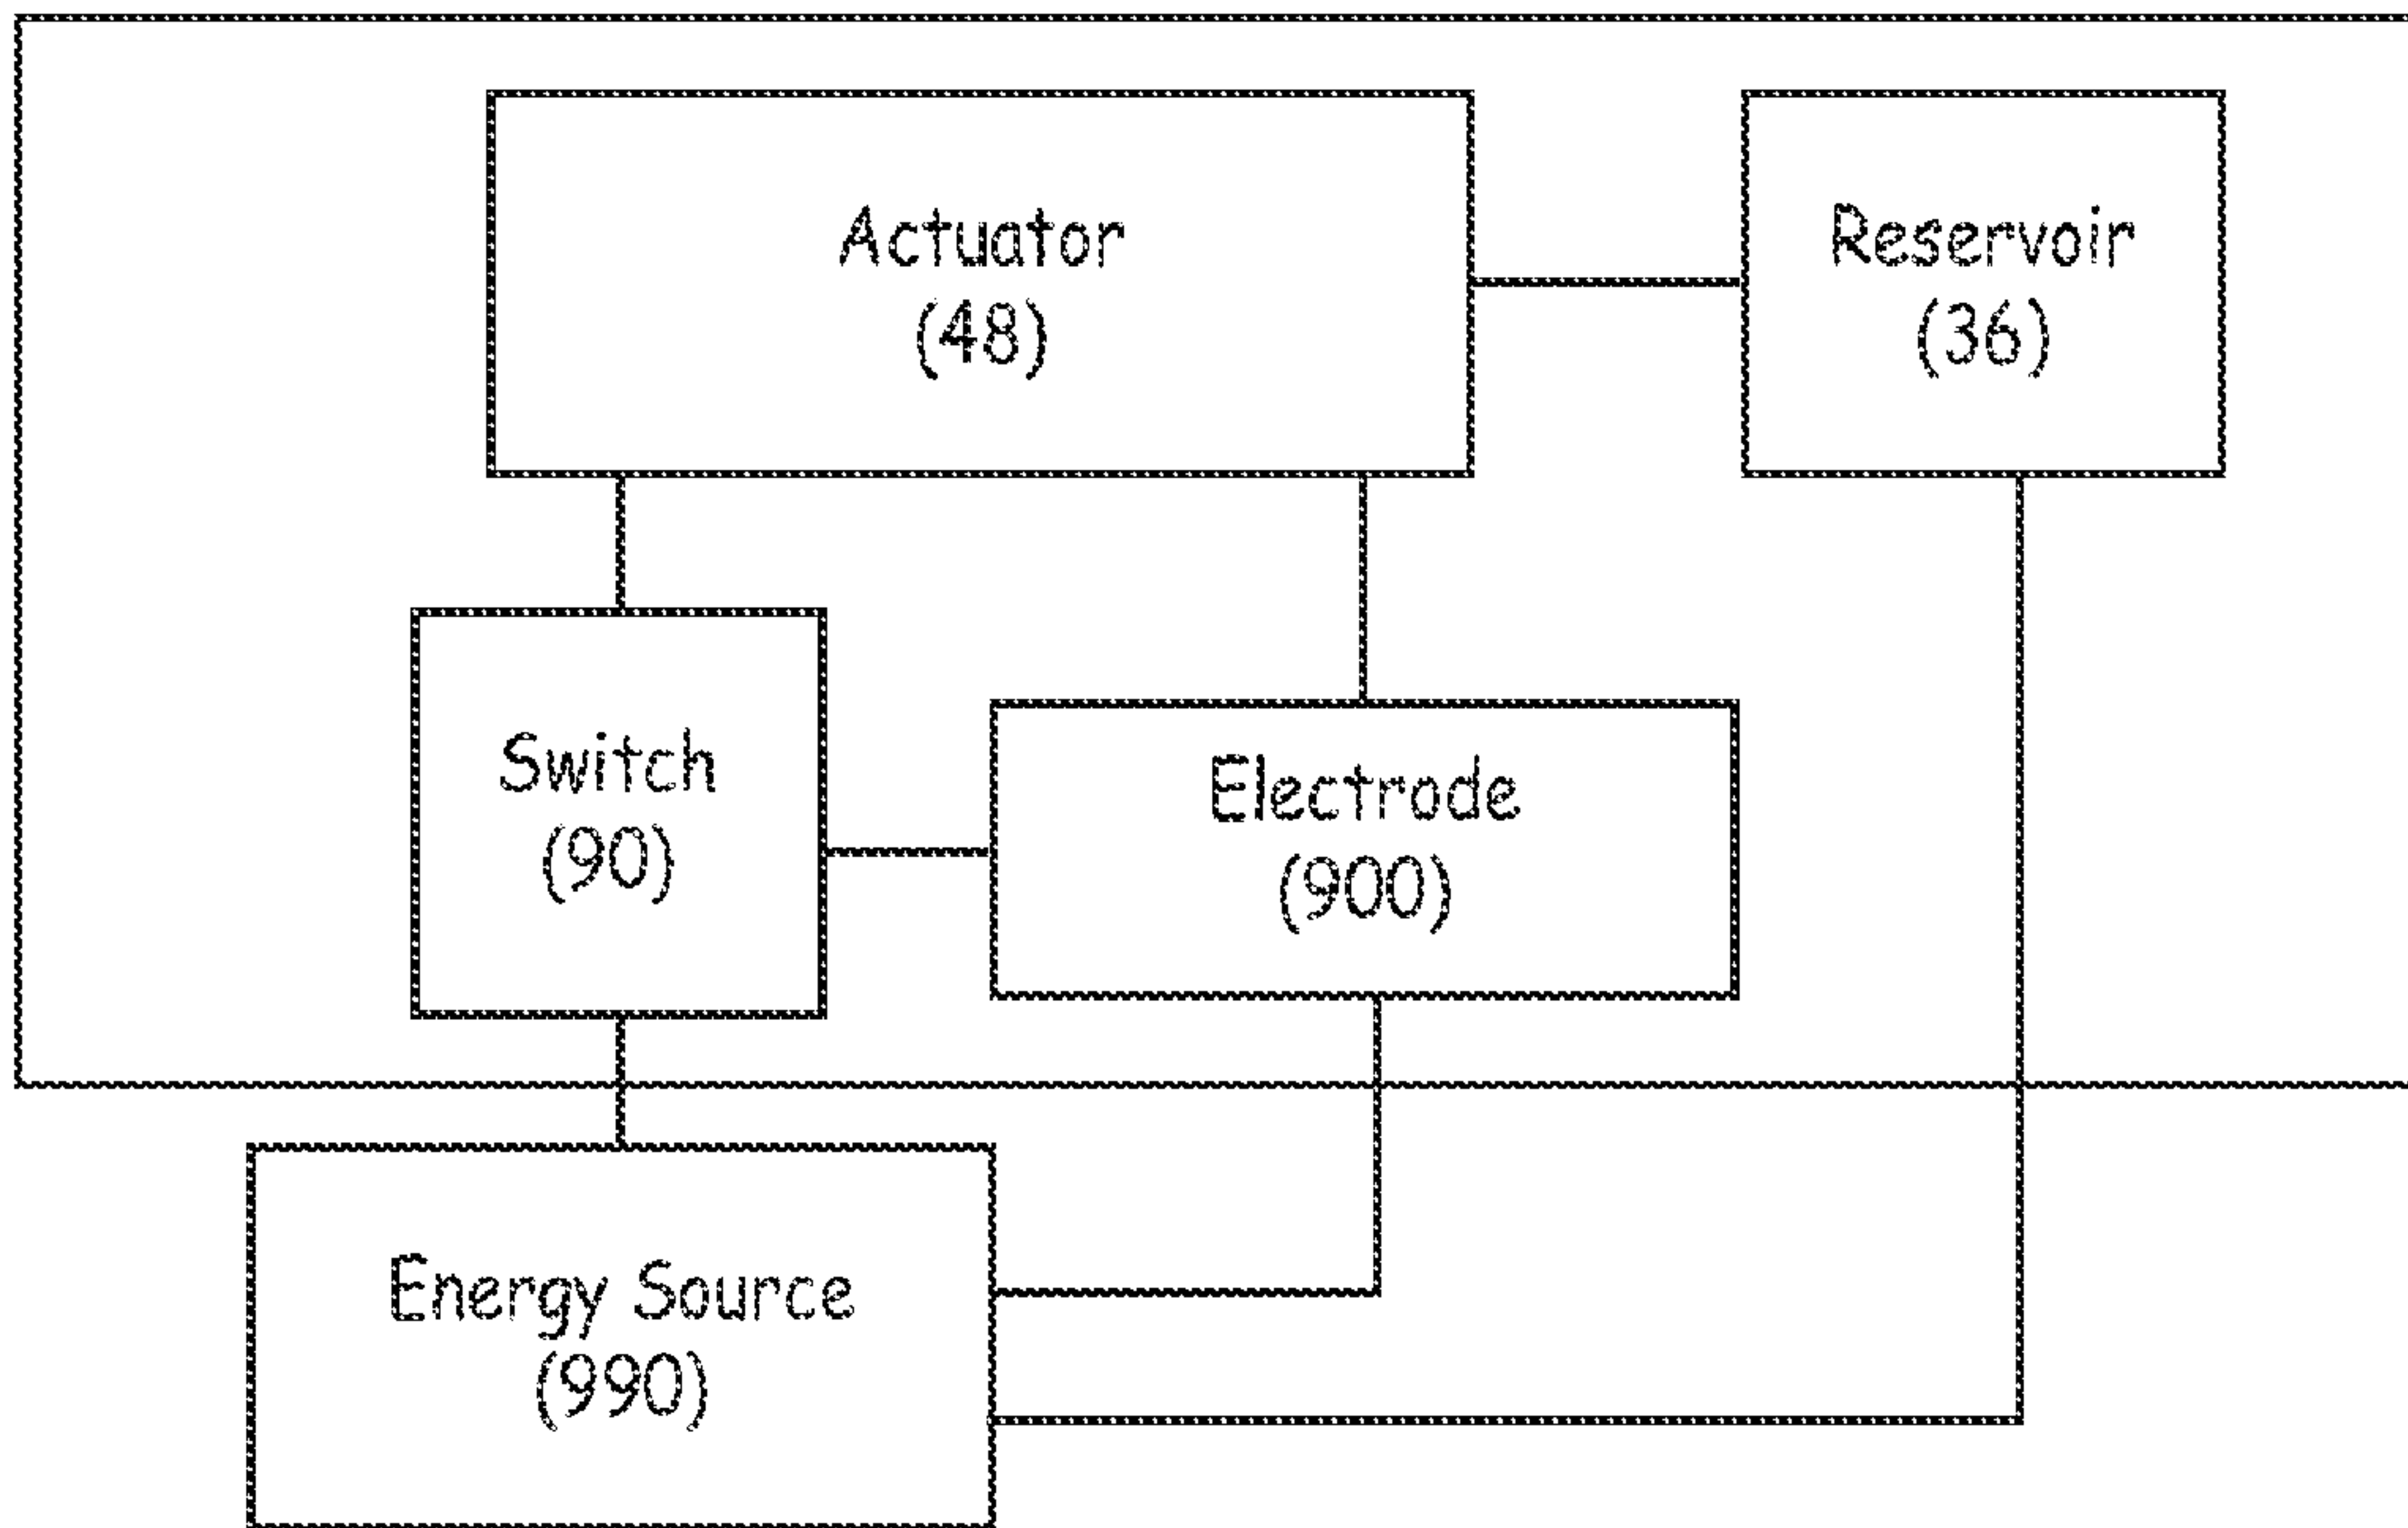 Actuator
(48)
Reservoir
(36)
Switch
(90)
Electrode
(900)
Energy Source
(990)